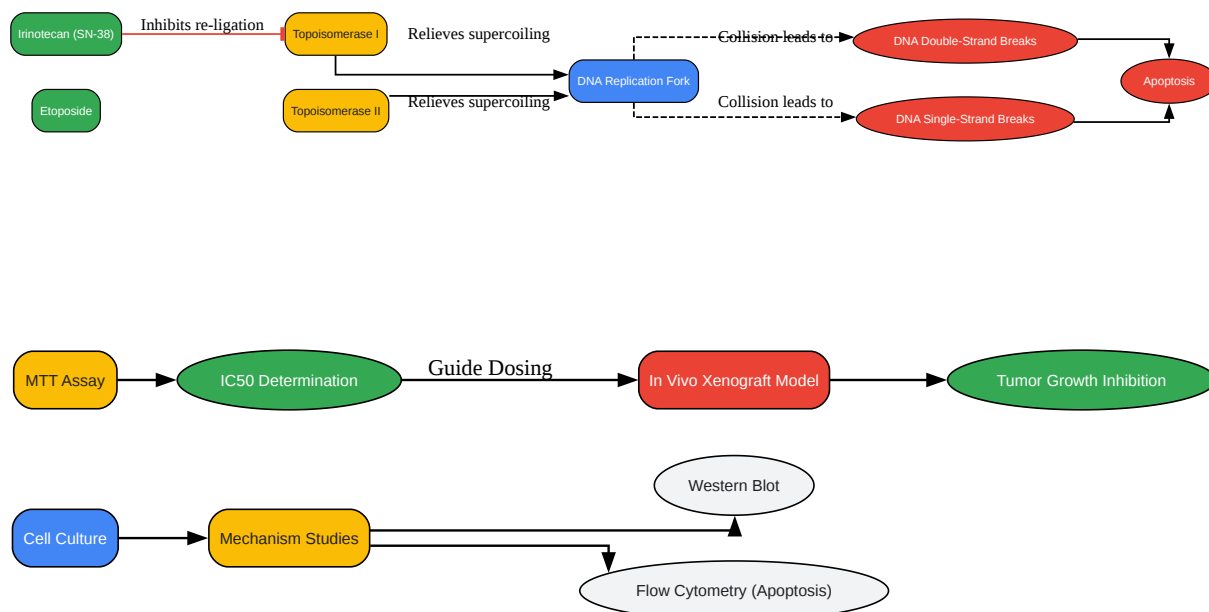 Irinotecan (SN-38)
Inhibits re-ligation
Topoisomerase I
Relieves supercoiling
Collision leads to
DNA Double-Strand Breaks
Etoposide
Topoisomerase II
Relieves supercoiling
DNA Replication Fork
Collision leads to
DNA Single-Strand Breaks
Apoptosis
MTT Assay
IC50 Determination
Guide Dosing
In Vivo Xenograft Model
Tumor Growth Inhibition
Cell Culture
Mechanism Studies
Western Blot
Flow Cytometry (Apoptosis)